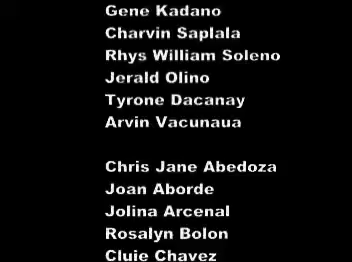 Gene Kadano
Charvin Saplala
Rhys William Soleno
Jerald Olino
Tyrone Dacanay
Arvin Vacunaua
Chris Jane Abedoza
Joan Aborde
Jolina Arcenal
Rosalyn Bolon
Cluie Chavez